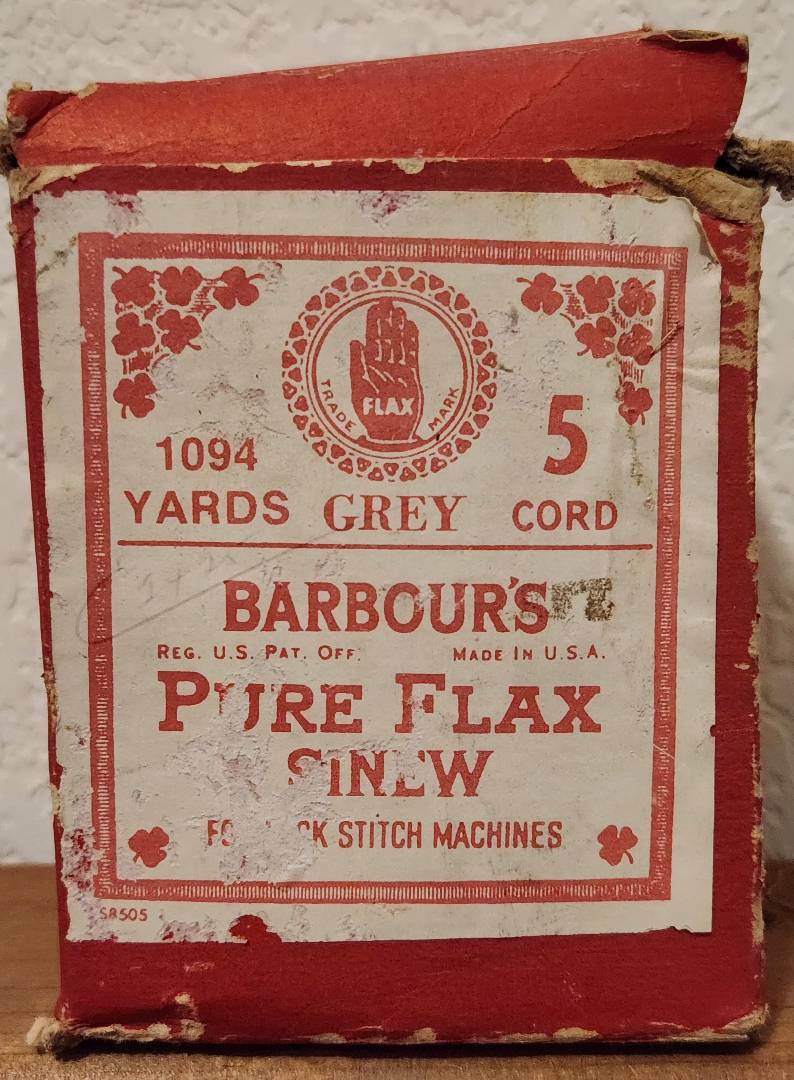 TRADE MARK
FLAX
1094
5
YARDS GREY CORD
BARBOUR'S
REG. U.S. PAT. OFF. MADE IN U.S.A.
PURE FLAX
SINEW
STITCH MACHINES
S8505